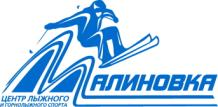 МАЛИНОВКА
ЦЕНТР ЛЫЖНОГО
И ГОРНОЛЫЖНОГО СПОРТА